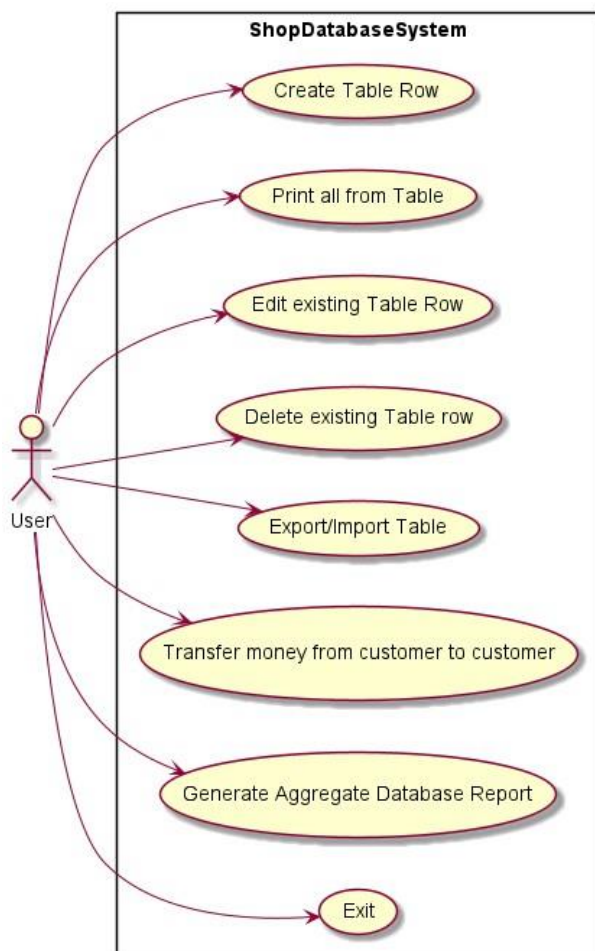 ShopDatabaseSystem
Create Table Row
Print all from Table
Edit existing Table Row
Delete existing Table row
User
Export/Import Table
Transfer money from customer to customer
Generate Aggregate Database Report
Exit